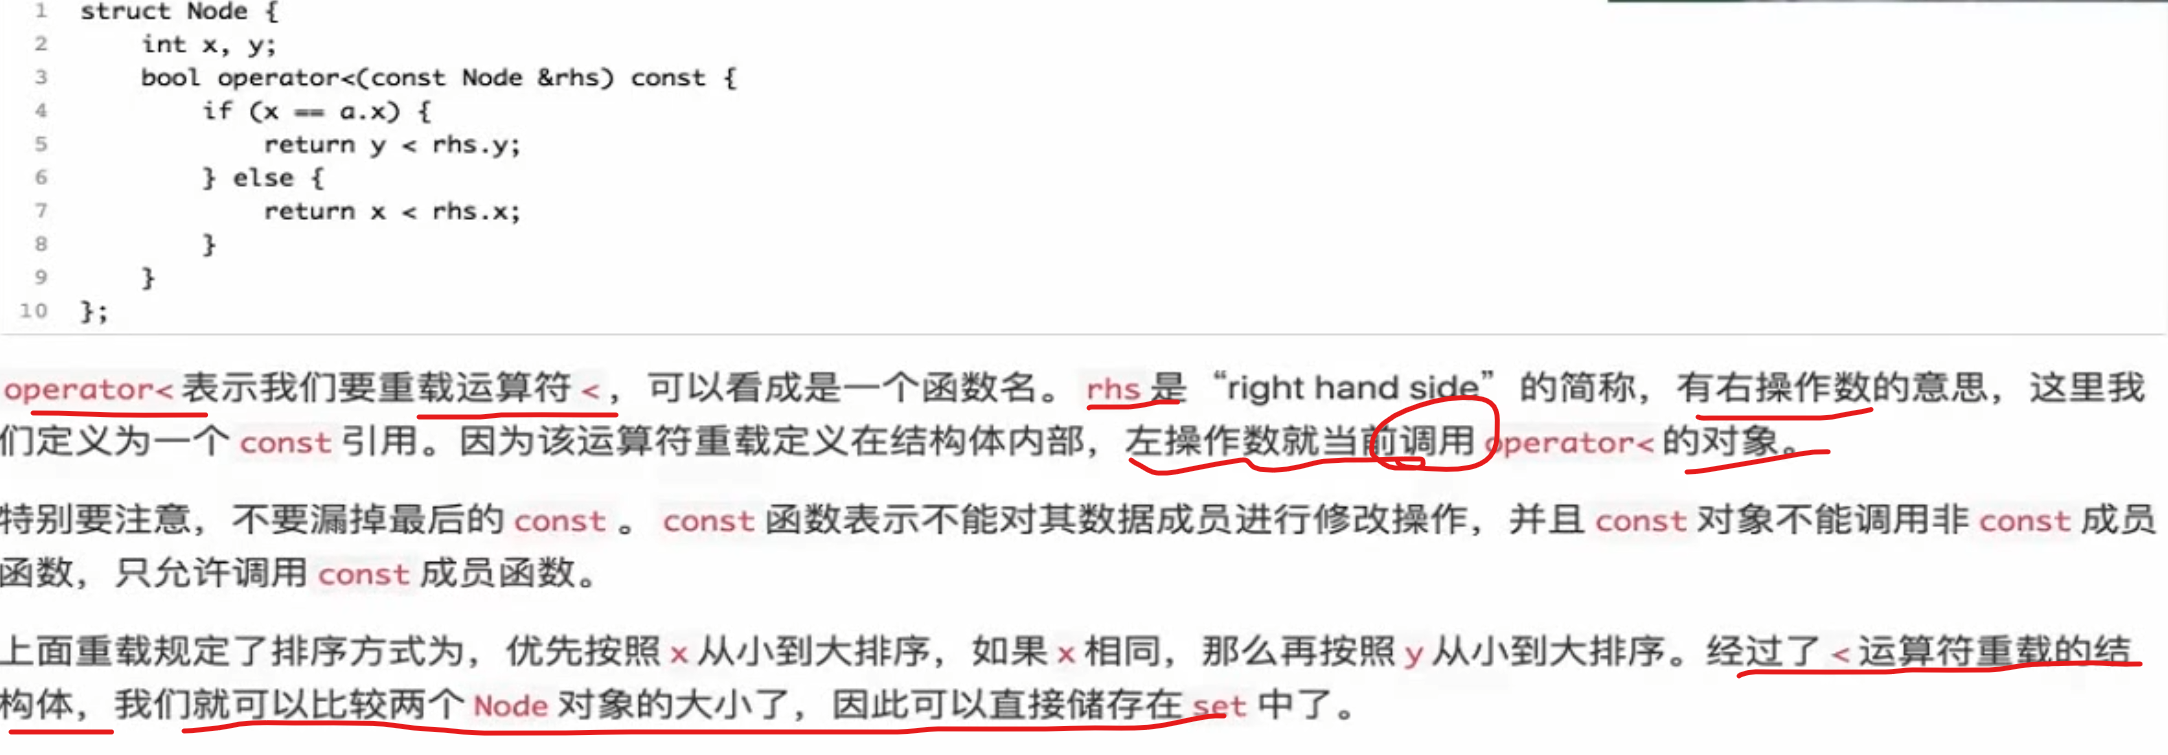 1 struct Node {
2 int x, y;
3 bool operator<(const Node &rhs) const {
4 if (x == a.x) {
5 return y < rhs.y;
6 } else {
7 return x < rhs.x;
8 }
9 }
10 };
operator< 表示我们要重载运算符 < ，可以看成是一个函数名。 rhs 是“right hand side”的简称，有右操作数的意思，这里我
们定义为一个 const 引用。因为该运算符重载定义在结构体内部，左操作数就当前调用 operator< 的对象。
特别要注意，不要漏掉最后的 const 。 const 函数表示不能对其数据成员进行修改操作，并且 const 对象不能调用非 const 成员
函数，只允许调用 const 成员函数。
上面重载规定了排序方式为，优先按照 x 从小到大排序，如果 x 相同，那么再按照 y 从小到大排序。经过了 < 运算符重载的结
构体，我们就可以比较两个 Node 对象的大小了，因此可以直接储存在 set 中了。